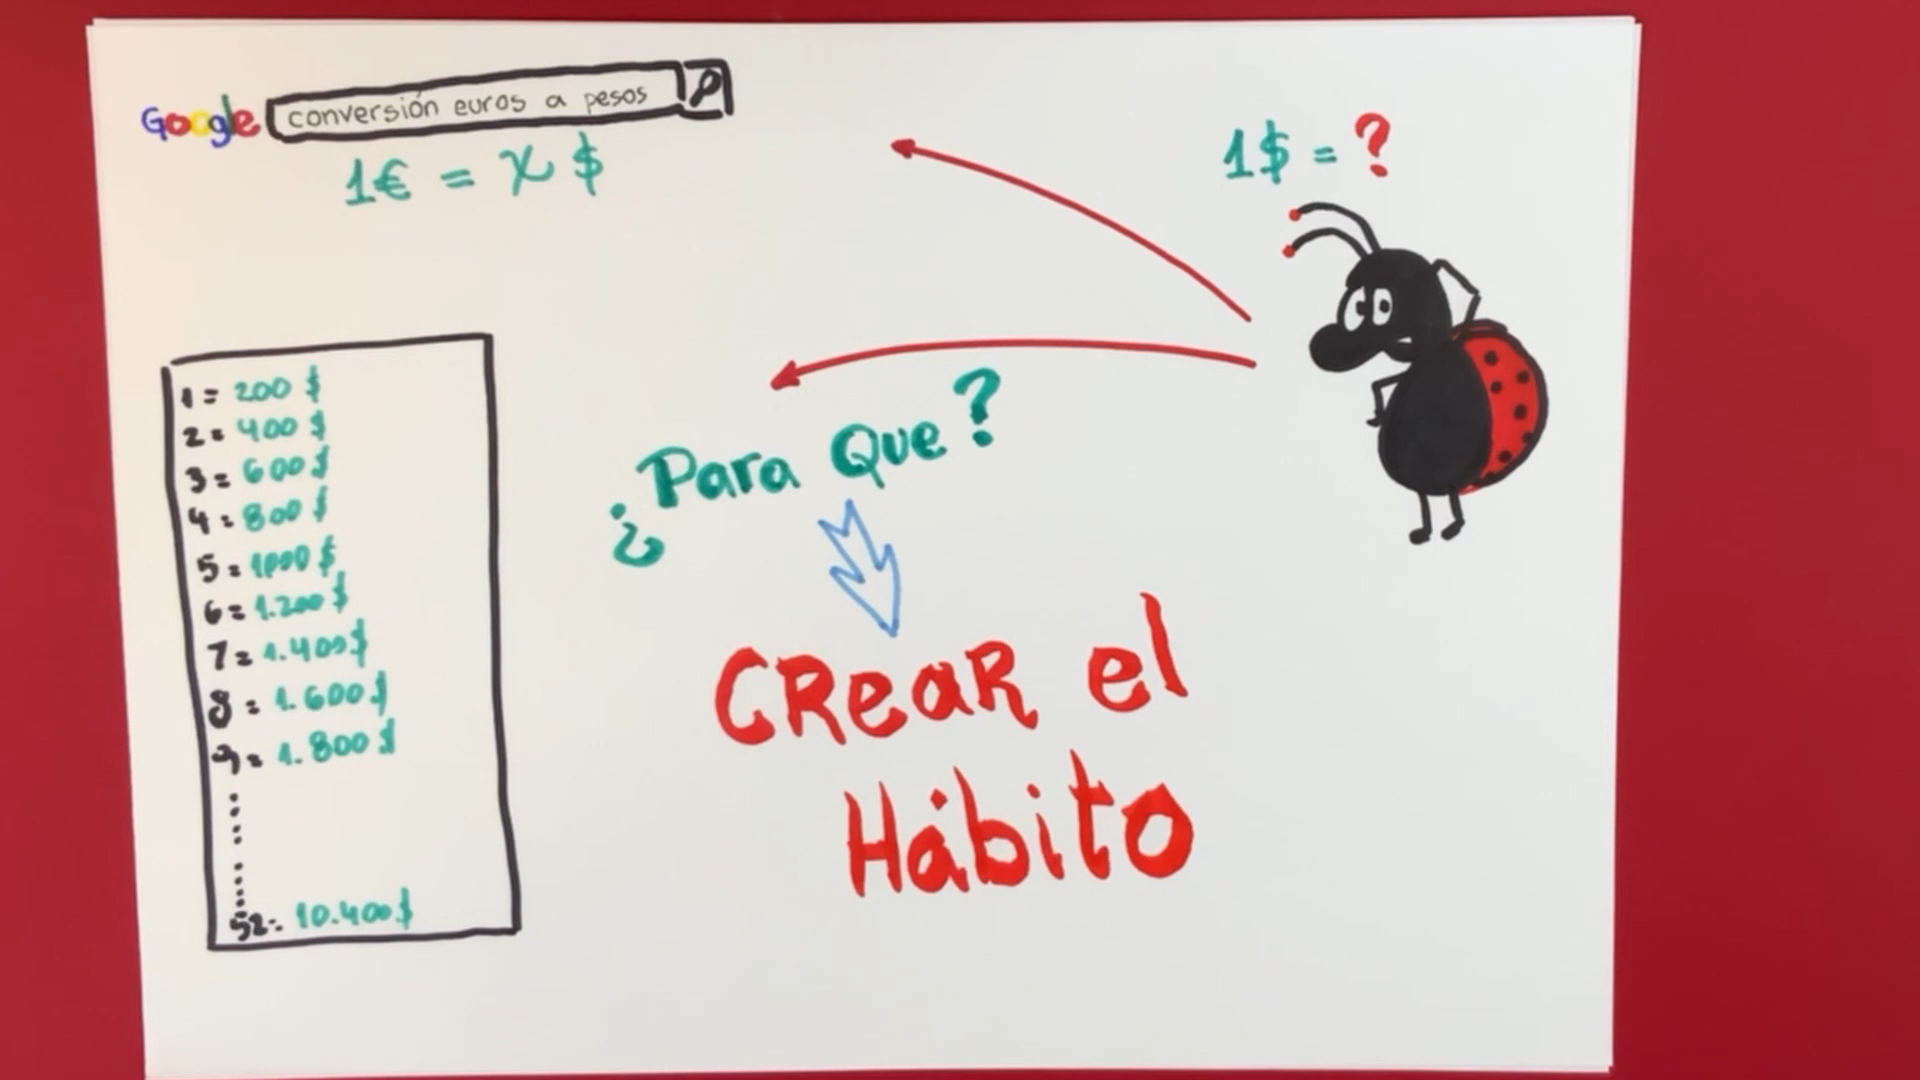 Google conversión euros a pesos
1€ = x $
1$ = ?
1 = 200 $
2 = 400 $
3 = 600 $
4 = 800 $
5 = 1000 $
6 = 1.200 $
7 = 1.400 $
8 = 1.600 $
9 = 1.800 $
52 = 10.400 $
¿Para Que?
CReaR el
Hábito